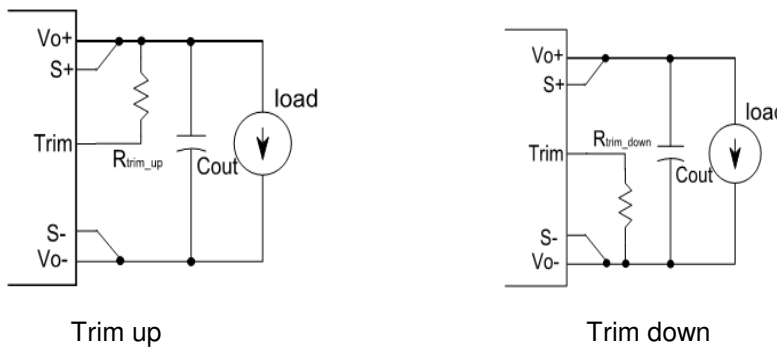 Vo+
S+
load
Trim
Rtrim_up
Cout
S-
Vo-
Trim up
Vo+
S+
load
Rtrim_down
Trim
Cout
S-
Vo-
Trim down